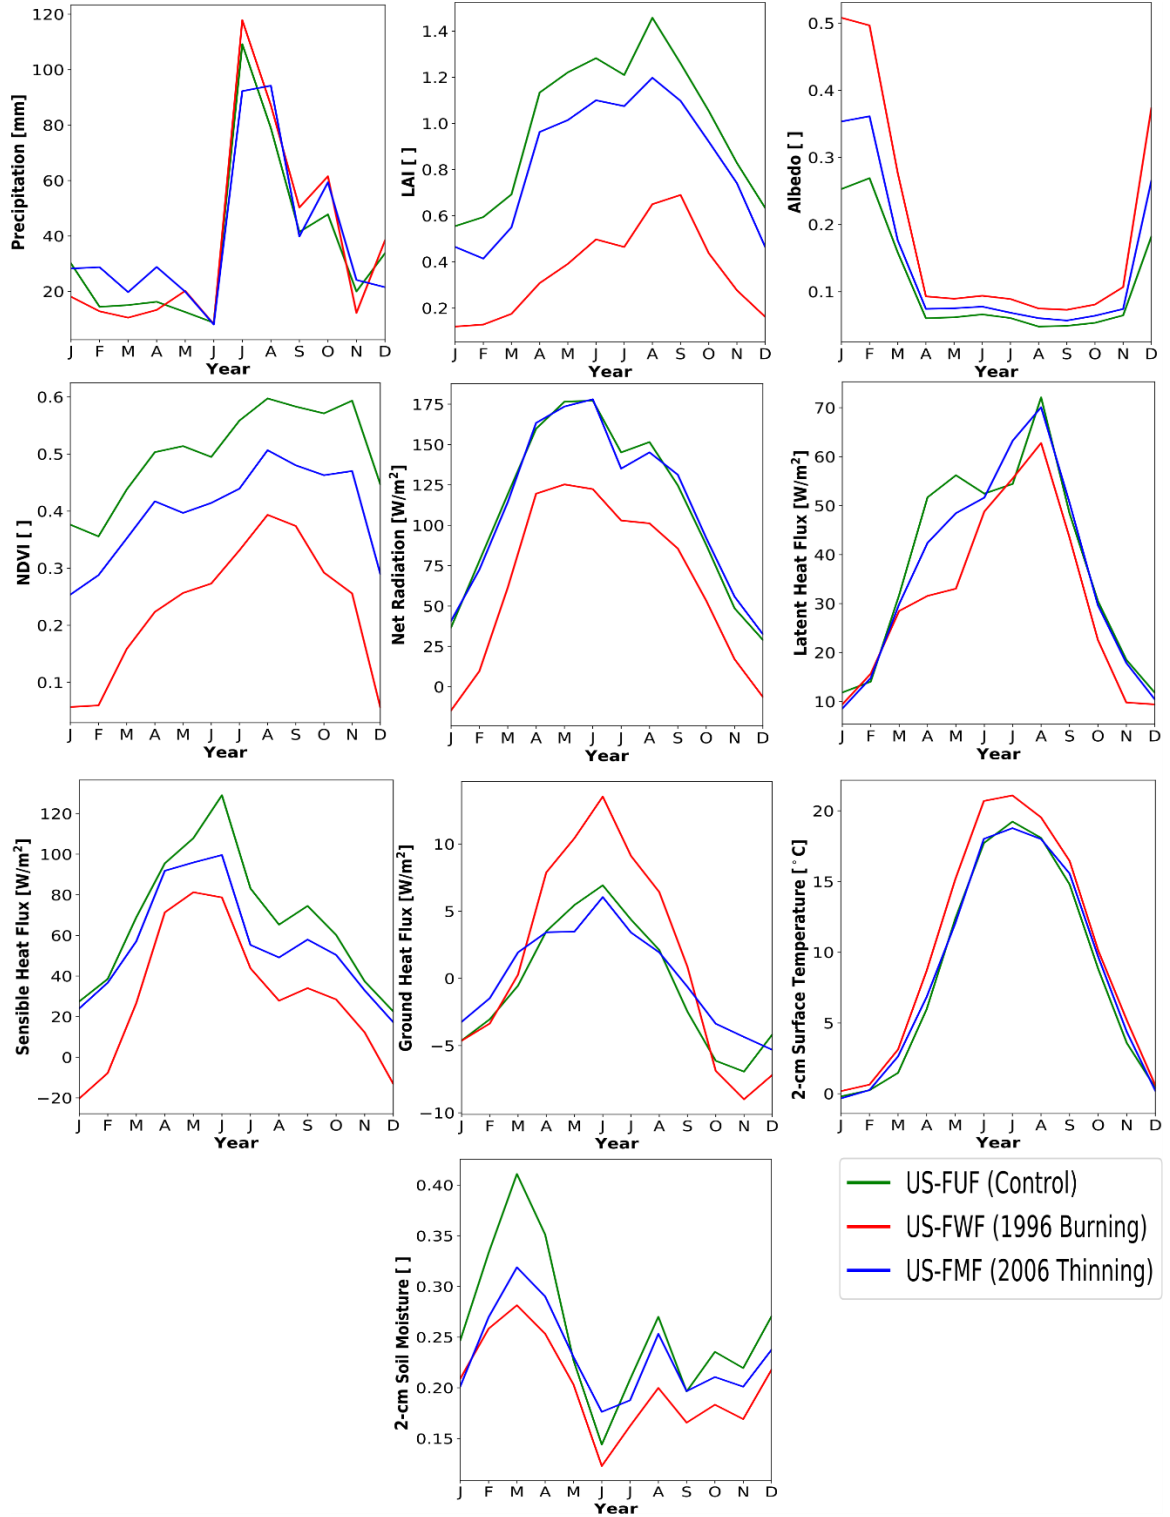 Precipitation [mm]
120
100
80
60
40
20
J F M A M J J A S O N D
Year
LAI [ ]
1.4
1.2
1.0
0.8
0.6
0.4
0.2
J F M A M J J A S O N D
Year
Albedo [ ]
0.5
0.4
0.3
0.2
0.1
J F M A M J J A S O N D
Year
NDVI [ ]
0.6
0.5
0.4
0.3
0.2
0.1
J F M A M J J A S O N D
Year
Net Radiation [W/m²]
175
150
125
100
75
50
25
0
J F M A M J J A S O N D
Year
Latent Heat Flux [W/m²]
70
60
50
40
30
20
10
J F M A M J J A S O N D
Year
Sensible Heat Flux [W/m²]
120
100
80
60
40
20
0
−20
J F M A M J J A S O N D
Year
Ground Heat Flux [W/m²]
10
5
0
−5
−10
J F M A M J J A S O N D
Year
2-cm Surface Temperature [°C]
20
15
10
5
0
J F M A M J J A S O N D
Year
2-cm Soil Moisture [ ]
0.40
0.35
0.30
0.25
0.20
0.15
J F M A M J J A S O N D
Year
US-FUF (Control)
US-FWF (1996 Burning)
US-FMF (2006 Thinning)